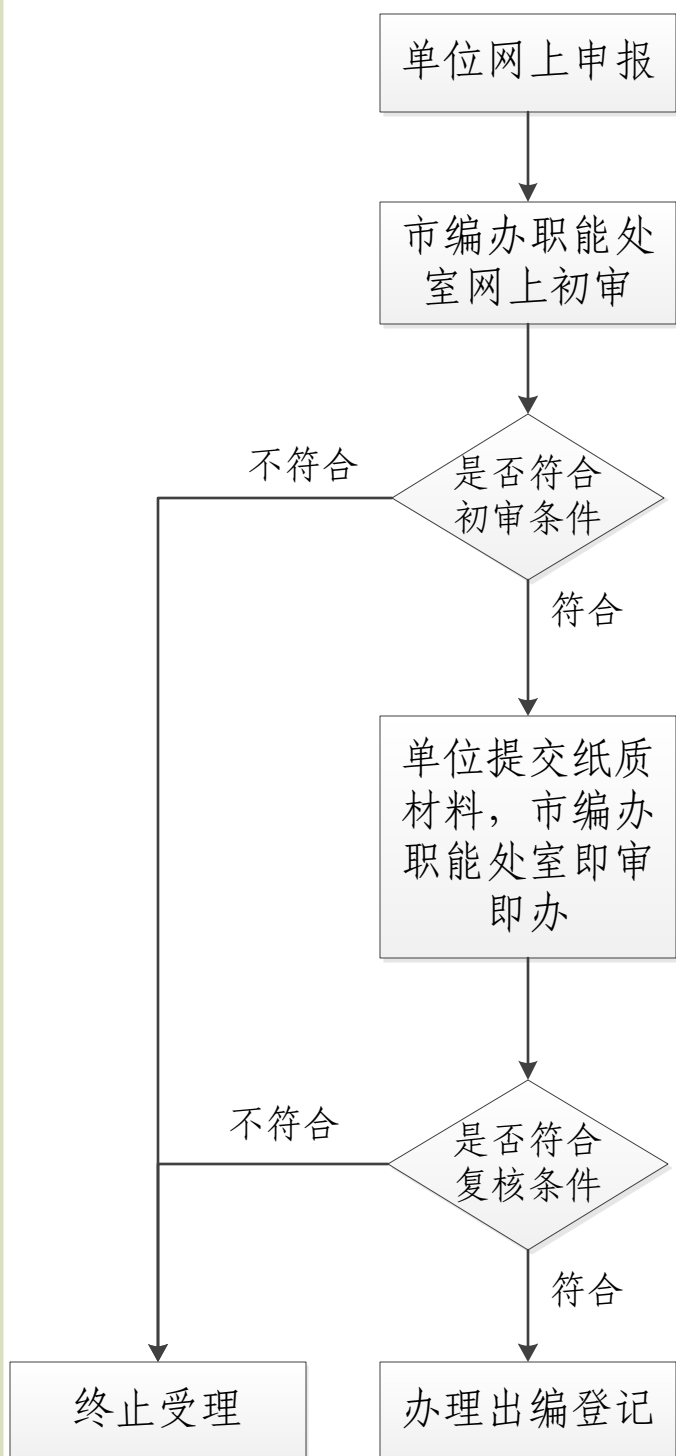 单位网上申报
市编办职能处
室网上初审
不符合
是否符合
初审条件
符合
单位提交纸质
材料，市编办
职能处室即审
即办
不符合
是否符合
复核条件
符合
终止受理
办理出编登记